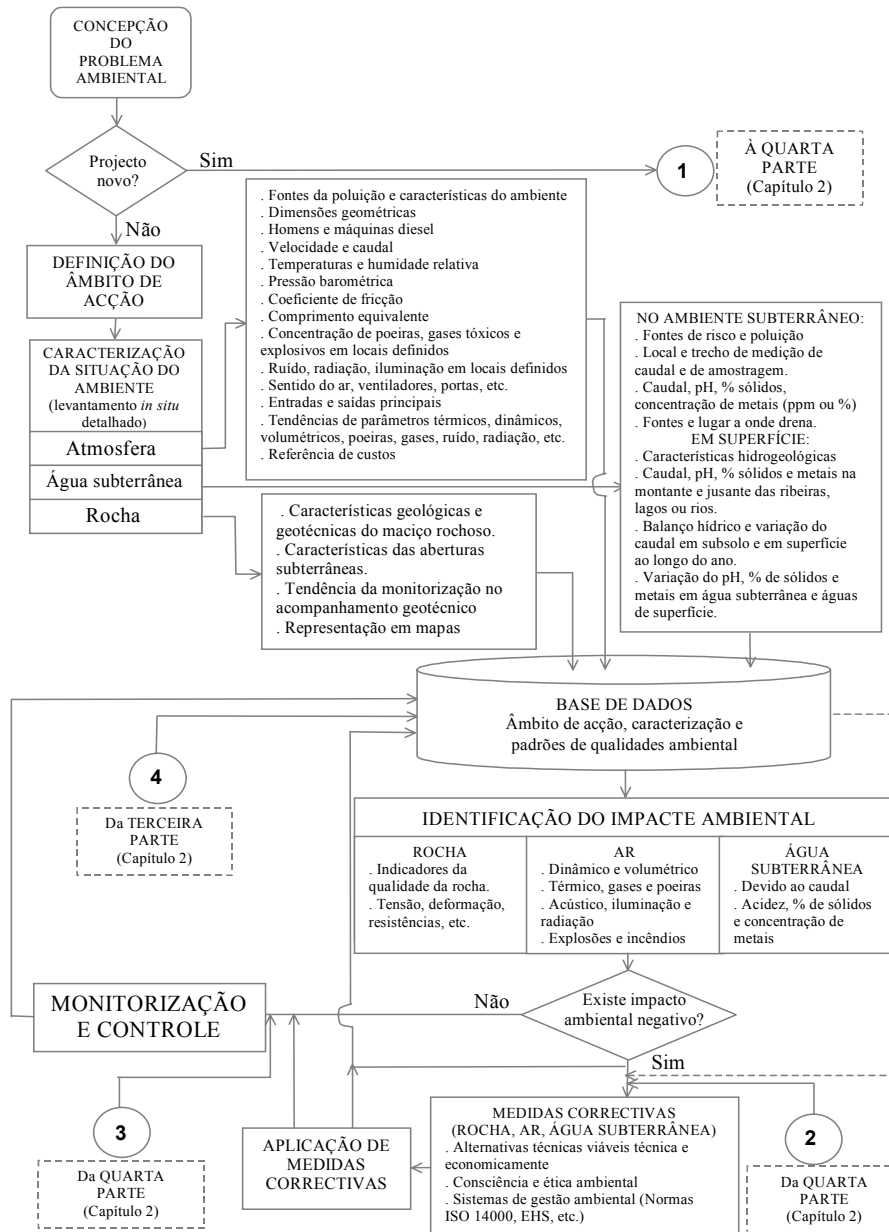 CONCEPÇÃO
DO
PROBLEMA
AMBIENTAL
Projecto
novo?
Sim
1
À QUARTA
PARTE
(Capítulo 2)
Não
DEFINIÇÃO DO
ÂMBITO DE
ACÇÃO
CARACTERIZAÇÃO
DA SITUAÇÃO DO
AMBIENTE
(levantamento in situ
detalhado)
Atmosfera
Água subterrânea
Rocha
. Fontes da poluição e características do ambiente
. Dimensões geométricas
. Homens e máquinas diesel
. Velocidade e caudal
. Temperaturas e humidade relativa
. Pressão barométrica
. Coeficiente de fricção
. Comprimento equivalente
. Concentração de poeiras, gases tóxicos e
explosivos em locais definidos
. Ruído, radiação, iluminação em locais definidos
. Sentido do ar, ventiladores, portas, etc.
. Entradas e saídas principais
. Tendências de parâmetros térmicos, dinâmicos,
volumétricos, poeiras, gases, ruído, radiação, etc.
. Referência de custos
NO AMBIENTE SUBTERRÂNEO:
. Fontes de risco e poluição
. Local e trecho de medição de
caudal e de amostragem.
. Caudal, pH, % sólidos,
concentração de metais (ppm ou %)
. Fontes e lugar a onde drena.
EM SUPERFÍCIE:
. Características hidrogeológicas
. Caudal, pH, % sólidos e metais na
montante e jusante das ribeiras,
lagos ou rios.
. Balanço hídrico e variação do
caudal em subsolo e em superfície
ao longo do ano.
. Variação do pH, % de sólidos e
metais em água subterrânea e águas
de superfície.
. Características geológicas e
geotécnicas do maciço rochoso.
. Características das aberturas
subterrâneas.
. Tendência da monitorização no
acompanhamento geotécnico
. Representação em mapas
BASE DE DADOS
Âmbito de acção, caracterização e
padrões de qualidades ambiental
4
Da TERCEIRA
PARTE
(Capítulo 2)
IDENTIFICAÇÃO DO IMPACTE AMBIENTAL
ROCHA
. Indicadores da
qualidade da rocha.
. Tensão, deformação,
resistências, etc.
AR
. Dinâmico e volumétrico
. Térmico, gases e poeiras
. Acústico, iluminação e
radiação
. Explosões e incêndios
ÁGUA
SUBTERRÂNEA
. Devido ao caudal
. Acidez, % de sólidos
e concentração de
metais
MONITORIZAÇÃO
E CONTROLE
Não
Existe impacto
ambiental negativo?
Sim
3
Da QUARTA
PARTE
(Capítulo 2)
APLICAÇÃO DE
MEDIDAS
CORRECTIVAS
MEDIDAS CORRECTIVAS
(ROCHA, AR, ÁGUA SUBTERRÂNEA)
. Alternativas técnicas viáveis técnica e
economicamente
. Consciência e ética ambiental
. Sistemas de gestão ambiental (Normas
ISO 14000, EHS, etc.)
2
Da QUARTA
PARTE
(Capítulo 2)